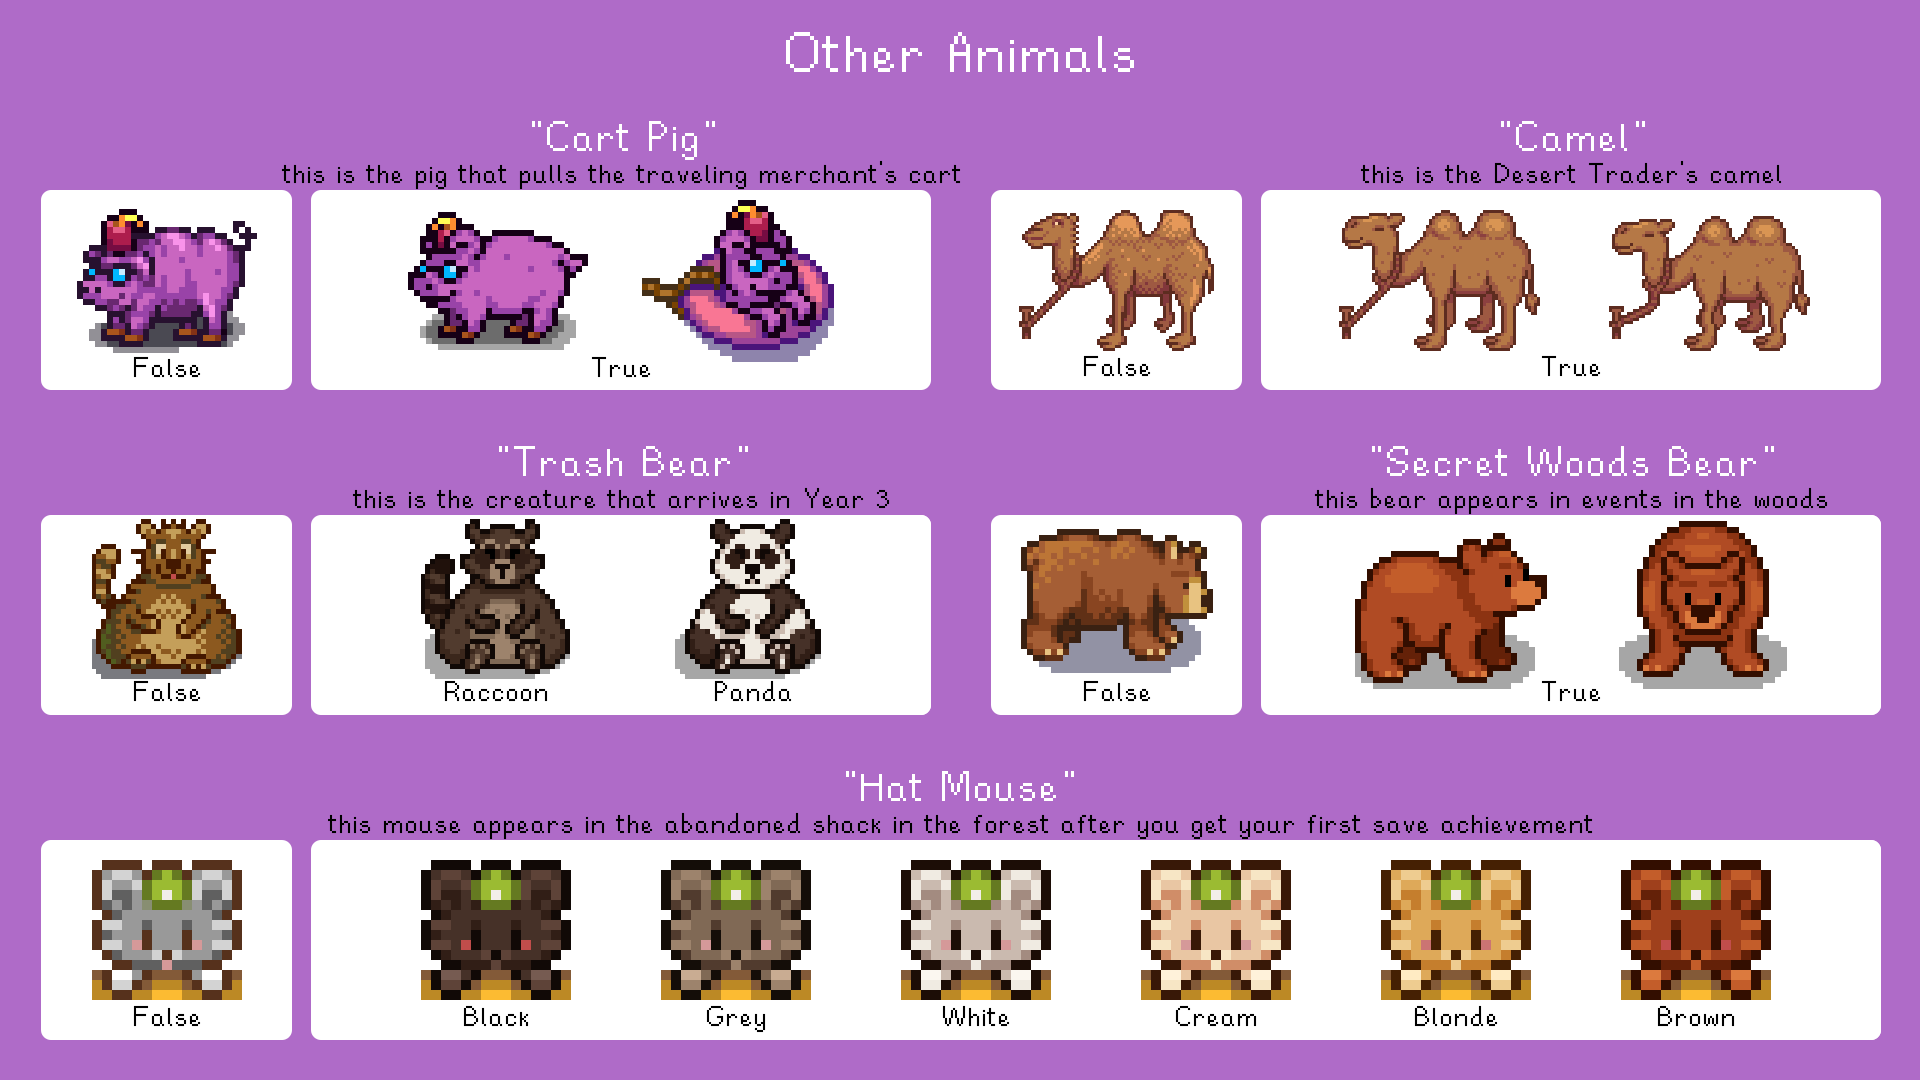 Other Animals
"Cart Pig"
this is the pig that pulls the traveling merchant's cart
False
True
"Camel"
this is the Desert Trader's camel
False
True
"Trash Bear"
this is the creature that arrives in Year 3
False
Raccoon
Panda
"Secret Woods Bear"
this bear appears in events in the woods
False
True
"Hat Mouse"
this mouse appears in the abandoned shack in the forest after you get your first save achievement
False
Black
Grey
White
Cream
Blonde
Brown